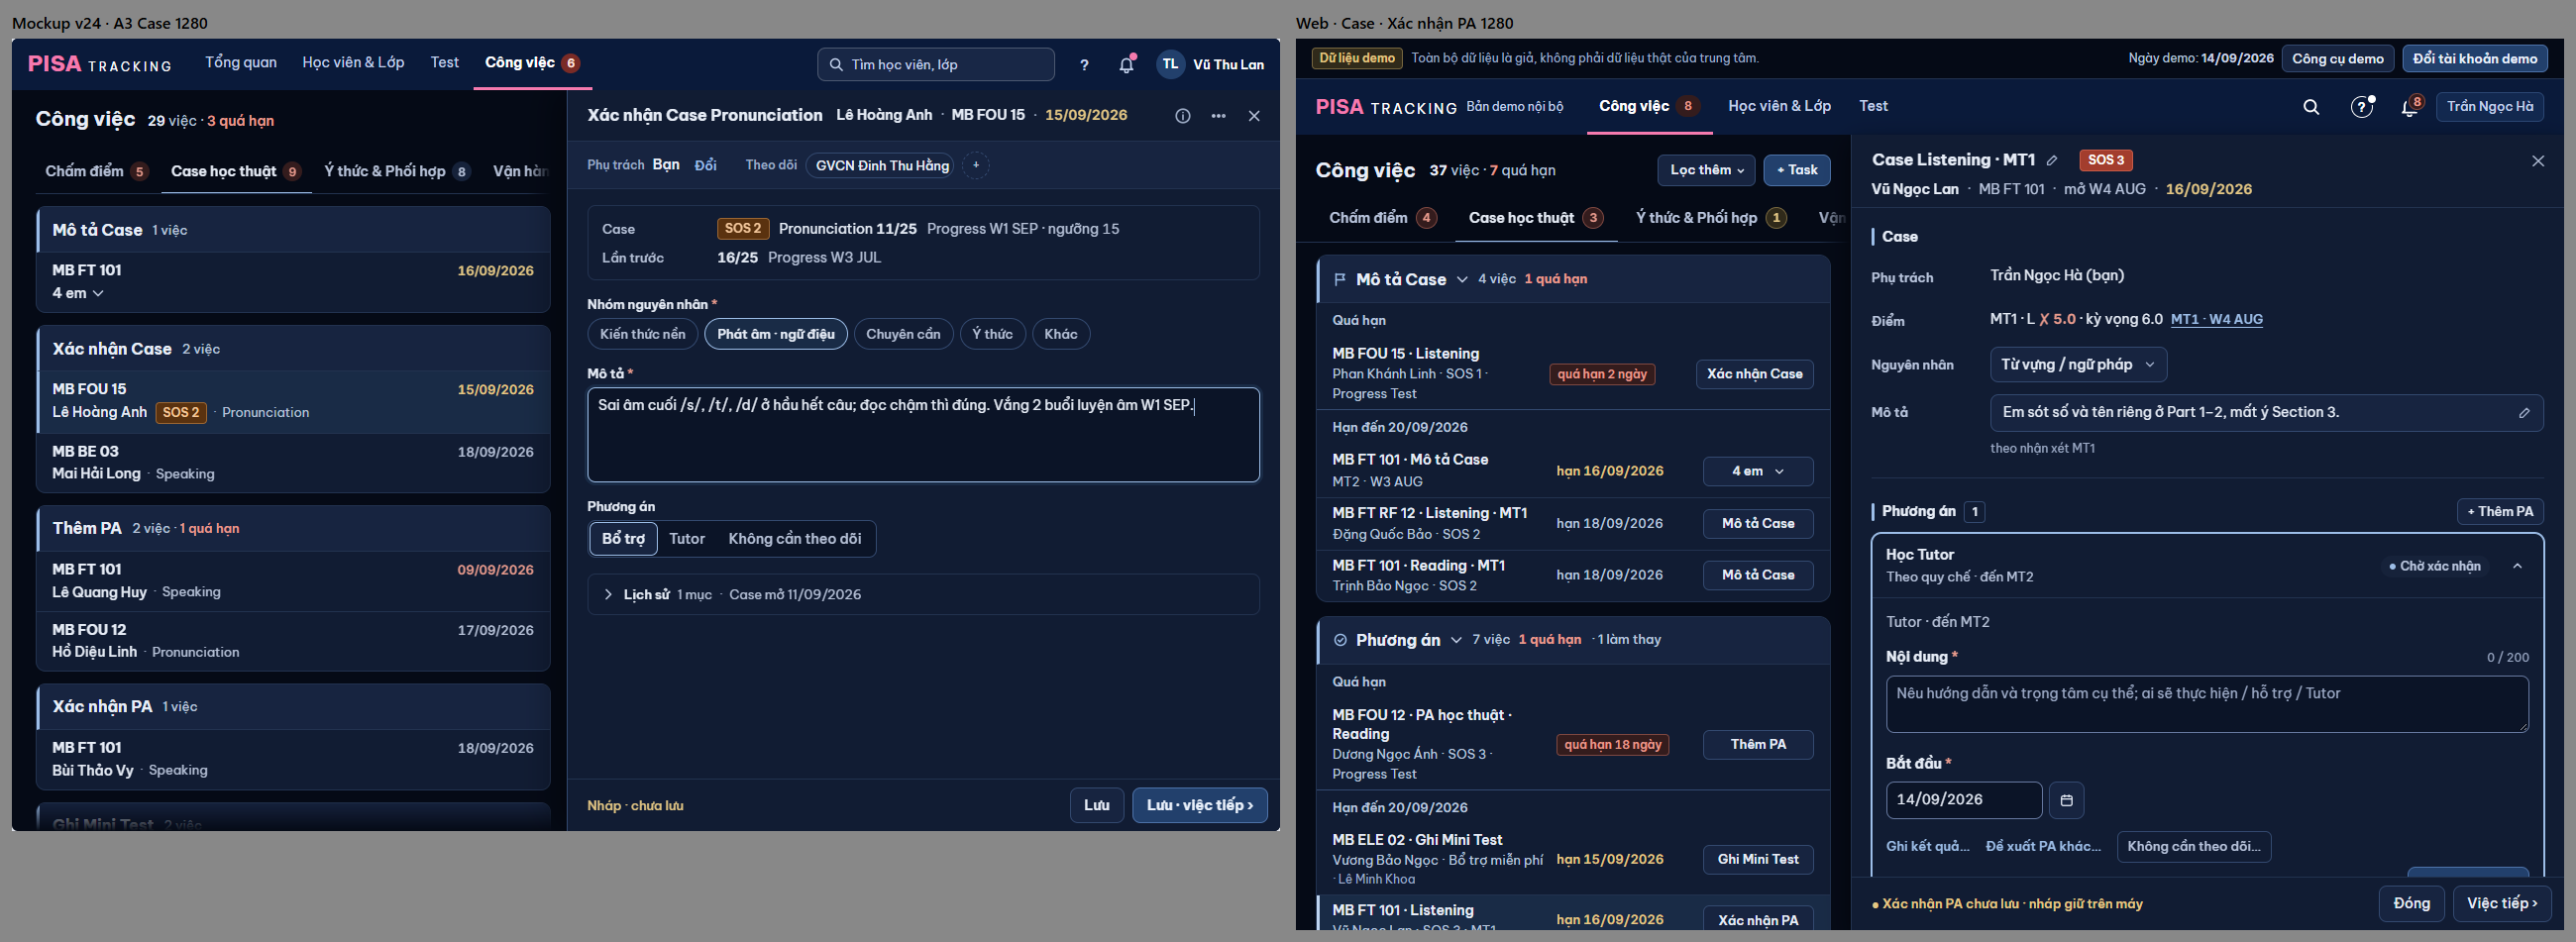 Mockup v24 · A3 Case 1280
PISA TRACKING Tổng quan Học viên & Lớp Test Công việc 6 Tìm học viên, lớp ? TL Vũ Thu Lan
Công việc 29 việc · 3 quá hạn
Chấm điểm 5 Case học thuật 9 Ý thức & Phối hợp 8 Vận hàn
Mô tả Case 1 việc
MB FT 101 16/09/2026
4 em
Xác nhận Case 2 việc
MB FOU 15 15/09/2026
Lê Hoàng Anh SOS 2 · Pronunciation
MB BE 03 18/09/2026
Mai Hải Long · Speaking
Thêm PA 2 việc · 1 quá hạn
MB FT 101 09/09/2026
Lê Quang Huy · Speaking
MB FOU 12 17/09/2026
Hồ Diệu Linh · Pronunciation
Xác nhận PA 1 việc
MB FT 101 18/09/2026
Bùi Thảo Vy · Speaking
Ghi Mini Test 2 việc
Xác nhận Case Pronunciation Lê Hoàng Anh · MB FOU 15 · 15/09/2026
Phụ trách Bạn Đổi Theo dõi GVCN Đinh Thu Hằng +
Case SOS 2 Pronunciation 11/25 Progress W1 SEP · ngưỡng 15
Lần trước 16/25 Progress W3 JUL
Nhóm nguyên nhân *
Kiến thức nền Phát âm · ngữ điệu Chuyên cần Ý thức Khác
Mô tả *
Sai âm cuối /s/, /t/, /d/ ở hầu hết câu; đọc chậm thì đúng. Vắng 2 buổi luyện âm W1 SEP.
Phương án
Bổ trợ Tutor Không cần theo dõi
Lịch sử 1 mục · Case mở 11/09/2026
Nháp · chưa lưu Lưu Lưu · việc tiếp ›
Web · Case · Xác nhận PA 1280
Dữ liệu demo Toàn bộ dữ liệu là giả, không phải dữ liệu thật của trung tâm. Ngày demo: 14/09/2026 Công cụ demo Đổi tài khoản demo
PISA TRACKING Bản demo nội bộ Công việc 8 Học viên & Lớp Test ? 8 Trần Ngọc Hà
Công việc 37 việc · 7 quá hạn Lọc thêm + Task
Chấm điểm 4 Case học thuật 3 Ý thức & Phối hợp 1 Vận
Mô tả Case 4 việc 1 quá hạn
Quá hạn
MB FOU 15 · Listening
Phan Khánh Linh · SOS 1 ·
Progress Test
quá hạn 2 ngày Xác nhận Case
Hạn đến 20/09/2026
MB FT 101 · Mô tả Case
MT2 · W3 AUG
hạn 16/09/2026 4 em
MB FT RF 12 · Listening · MT1
Đặng Quốc Bảo · SOS 2
hạn 18/09/2026 Mô tả Case
MB FT 101 · Reading · MT1
Trịnh Bảo Ngọc · SOS 2
hạn 18/09/2026 Mô tả Case
Phương án 7 việc 1 quá hạn · 1 làm thay
Quá hạn
MB FOU 12 · PA học thuật ·
Reading
Dương Ngọc Ánh · SOS 3 ·
Progress Test
quá hạn 18 ngày Thêm PA
Hạn đến 20/09/2026
MB ELE 02 · Ghi Mini Test
Vương Bảo Ngọc · Bổ trợ miễn phí
· Lê Minh Khoa
hạn 15/09/2026 Ghi Mini Test
MB FT 101 · Listening
Vũ Ngọc Lan · SOS 3 · MT1
hạn 16/09/2026 Xác nhận PA
Case Listening · MT1 SOS 3
Vũ Ngọc Lan · MB FT 101 · mở W4 AUG · 16/09/2026
Case
Phụ trách Trần Ngọc Hà (bạn)
Điểm MT1 · L ✗ 5.0 · kỳ vọng 6.0 MT1 · W4 AUG
Nguyên nhân Từ vựng / ngữ pháp
Mô tả Em sót số và tên riêng ở Part 1–2, mất ý Section 3.
theo nhận xét MT1
Phương án 1 + Thêm PA
Học Tutor
Theo quy chế · đến MT2
Chờ xác nhận
Tutor · đến MT2
Nội dung * 0 / 200
Nêu hướng dẫn và trọng tâm cụ thể; ai sẽ thực hiện / hỗ trợ / Tutor
Bắt đầu *
14/09/2026
Ghi kết quả... Đề xuất PA khác... Không cần theo dõi...
Xác nhận PA chưa lưu · nháp giữ trên máy Đóng Việc tiếp ›